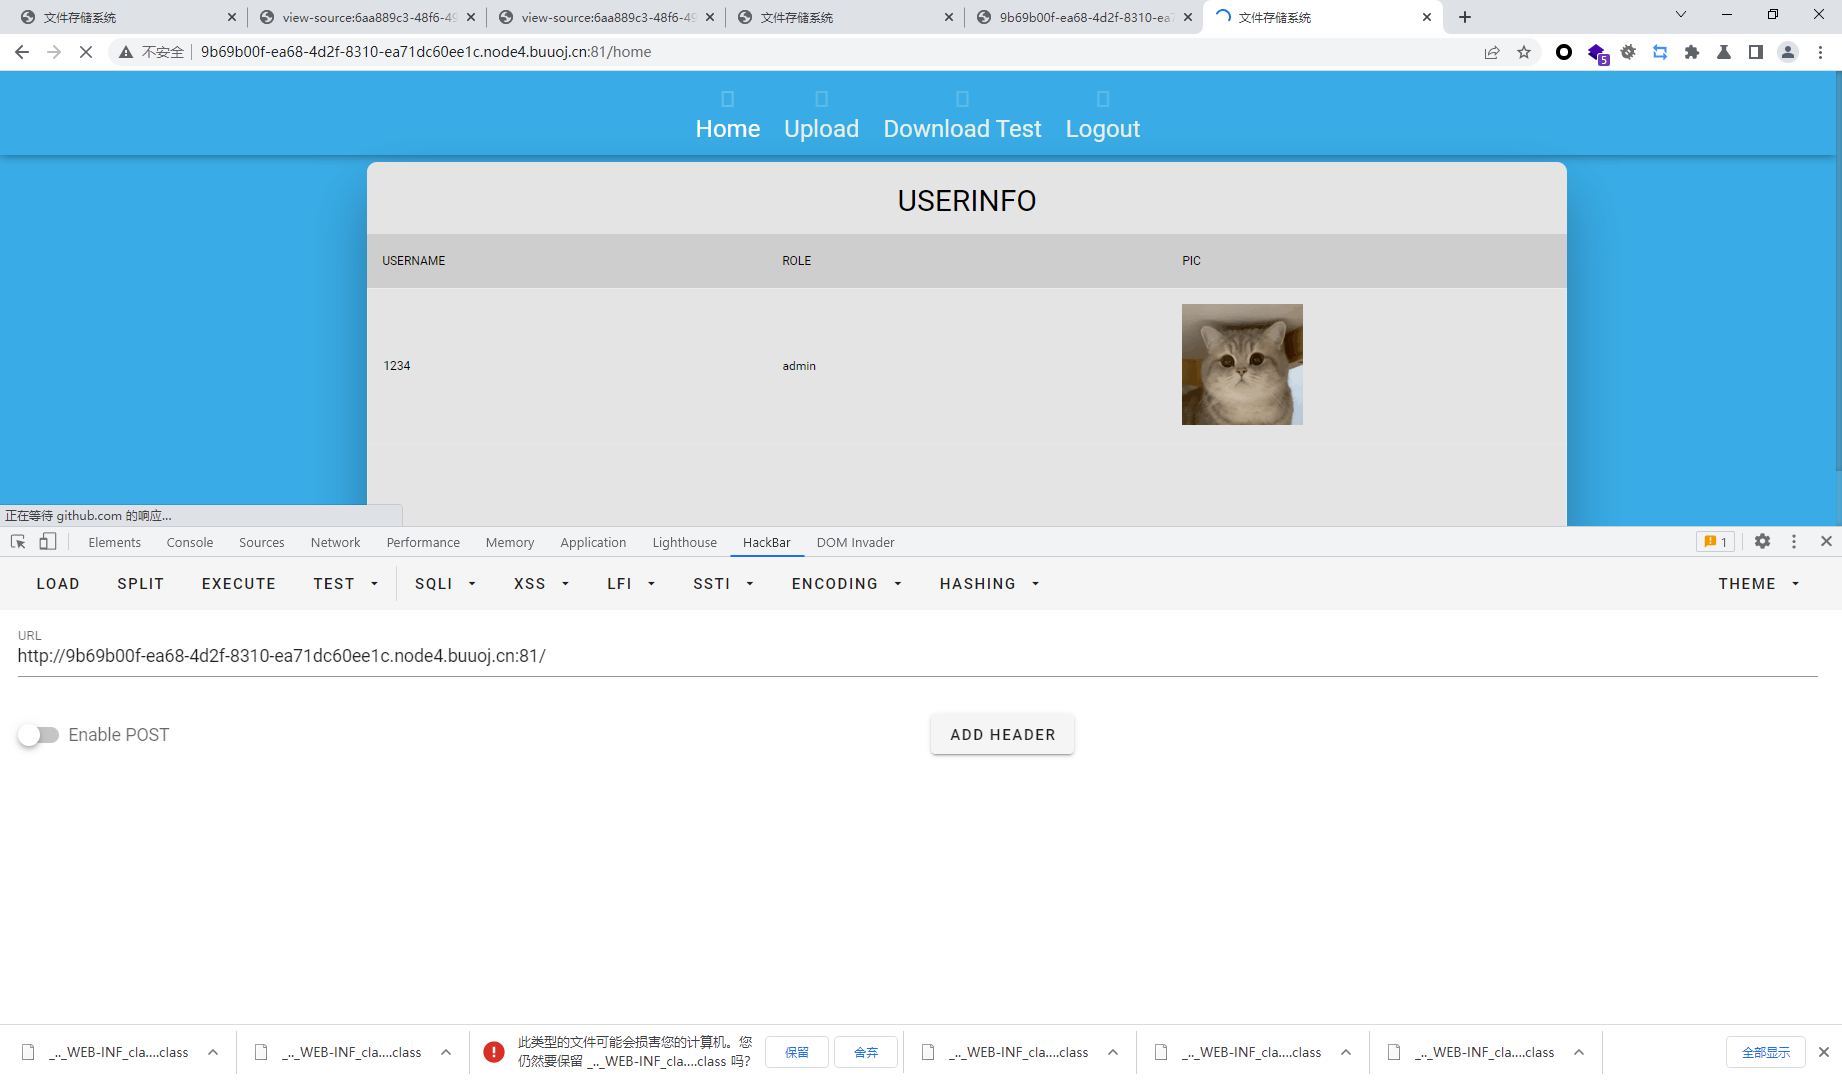 文件存储系统
view-source:6aa889c3-48f6-49
view-source:6aa889c3-48f6-49
文件存储系统
9b69b00f-ea68-4d2f-8310-ea7
文件存储系统
不安全
9b69b00f-ea68-4d2f-8310-ea71dc60ee1c.node4.buuoj.cn:81/home
5
Home
Upload
Download Test
Logout
USERINFO
USERNAME
ROLE
PIC
1234
admin
正在等待 github.com 的响应...
Elements
Console
Sources
Network
Performance
Memory
Application
Lighthouse
HackBar
DOM Invader
1
LOAD
SPLIT
EXECUTE
TEST
SQLI
XSS
LFI
SSTI
ENCODING
HASHING
THEME
URL
http://9b69b00f-ea68-4d2f-8310-ea71dc60ee1c.node4.buuoj.cn:81/
Enable POST
ADD HEADER
_.._WEB-INF_cla....class
_.._WEB-INF_cla....class
此类型的文件可能会损害您的计算机。您
仍然要保留 _.._WEB-INF_cla....class 吗?
保留
舍弃
_.._WEB-INF_cla....class
_.._WEB-INF_cla....class
_.._WEB-INF_cla....class
全部显示